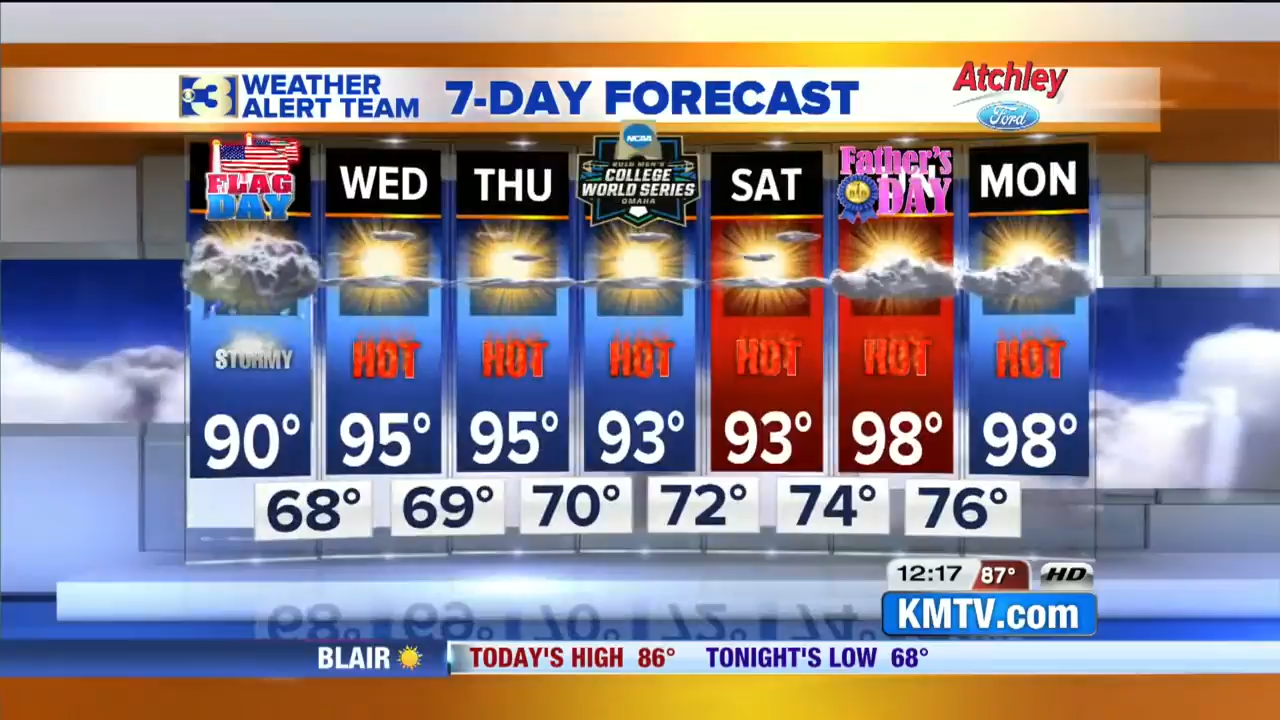 3 WEATHER
ALERT TEAM
7-DAY FORECAST
Atchley
Ford
FLAG
DAY
WED
THU
NCAA
2016 MEN'S
COLLEGE
WORLD SERIES
OMAHA
SAT
Father's
DAY
MON
STORMY
HOT
HOT
HOT
HOT
HOT
HOT
90°
95°
95°
93°
93°
98°
98°
68°
69°
70°
72°
74°
76°
12:17
87°
HD
KMTV.com
BLAIR
TODAY'S HIGH 86°
TONIGHT'S LOW 68°